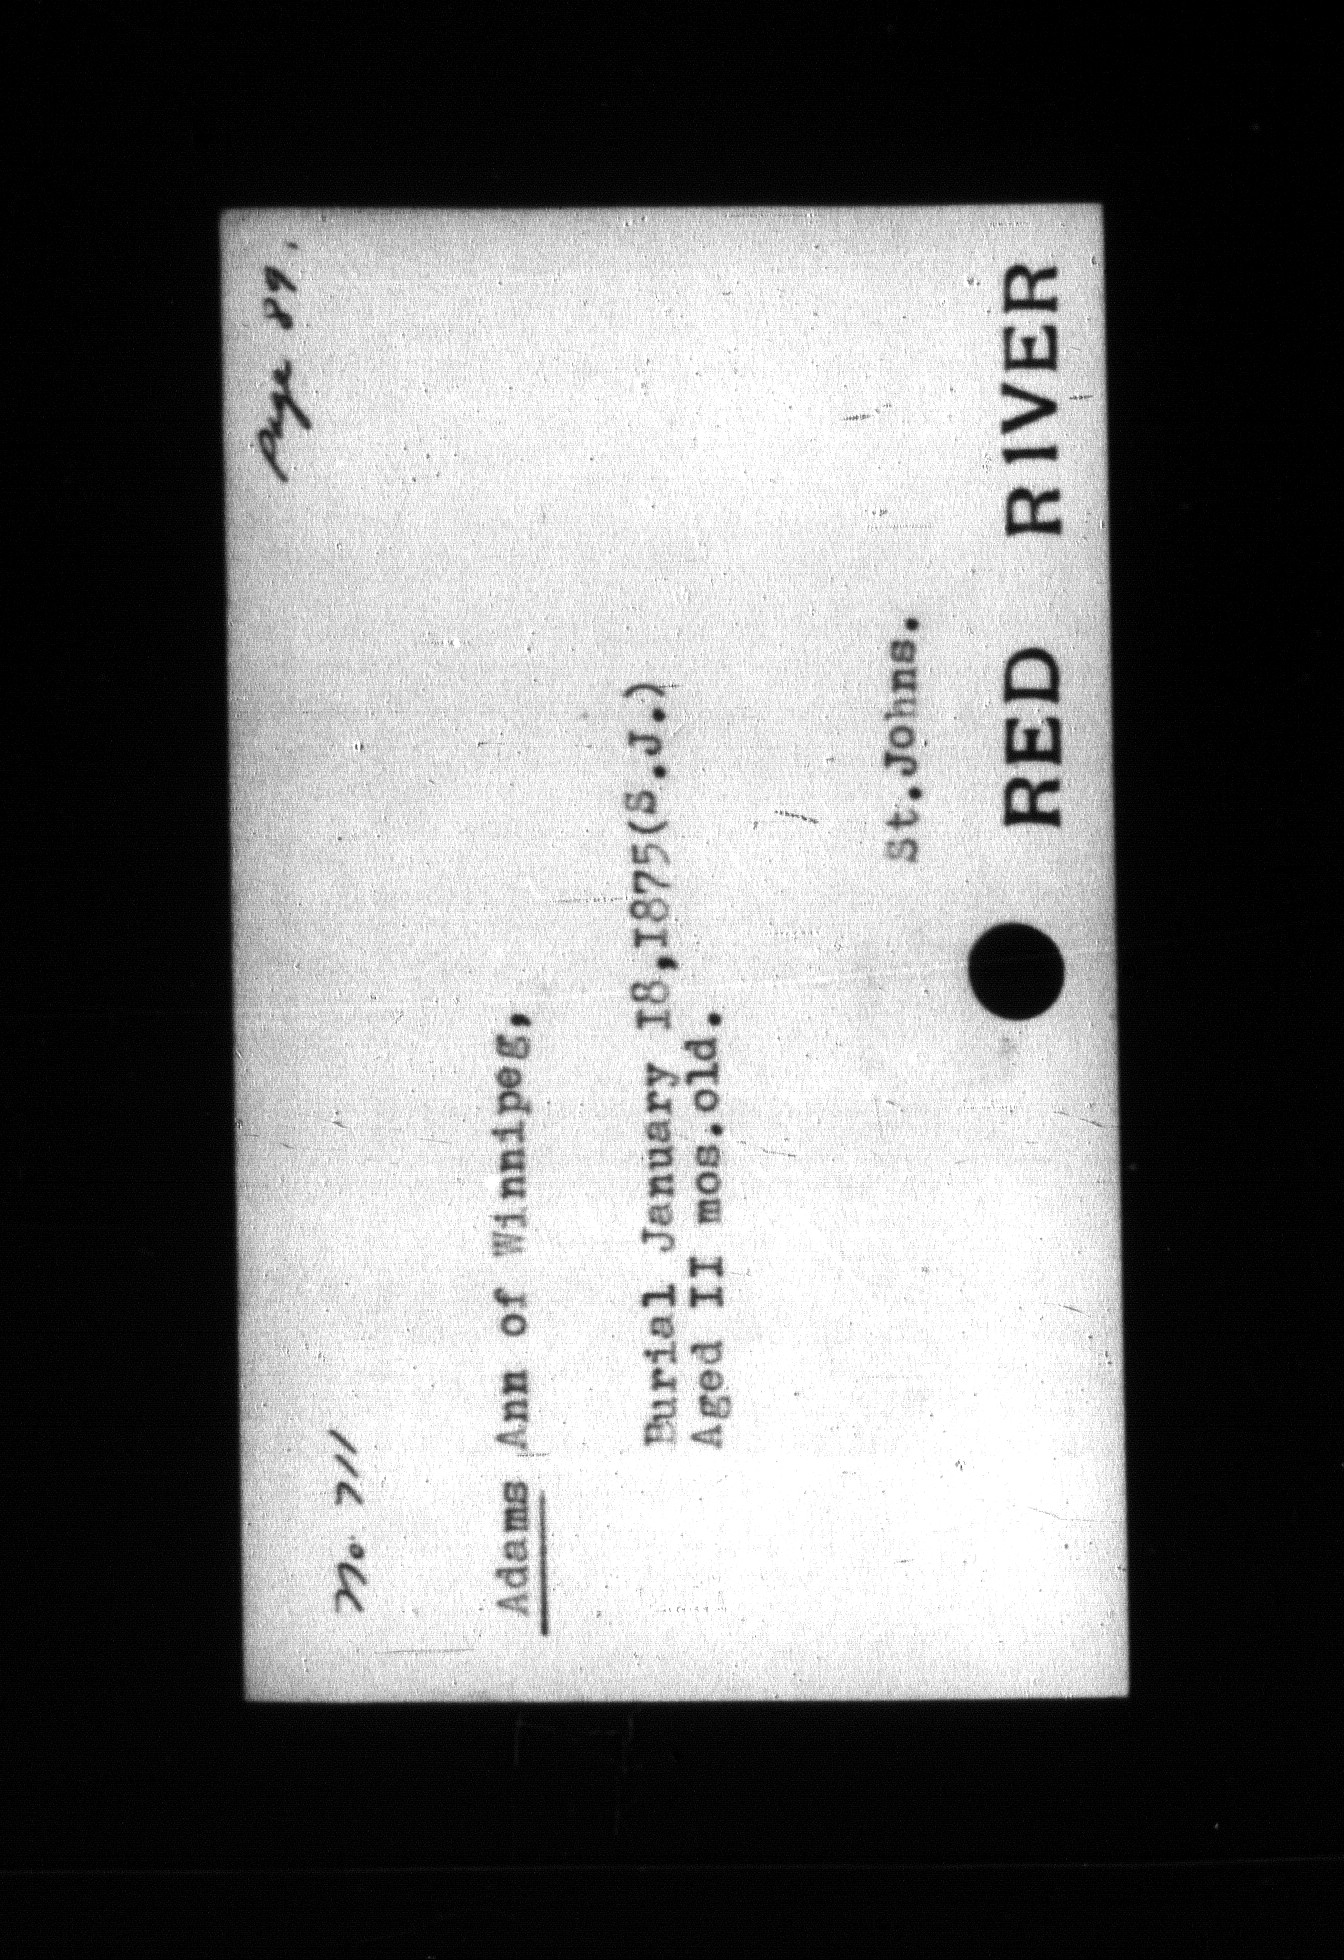 Page 89.
No 711
Adams Ann of Winnipeg,
Burial January I8,I875(S.J.)
Aged II mos.old.
St.Johns.
RED RIVER